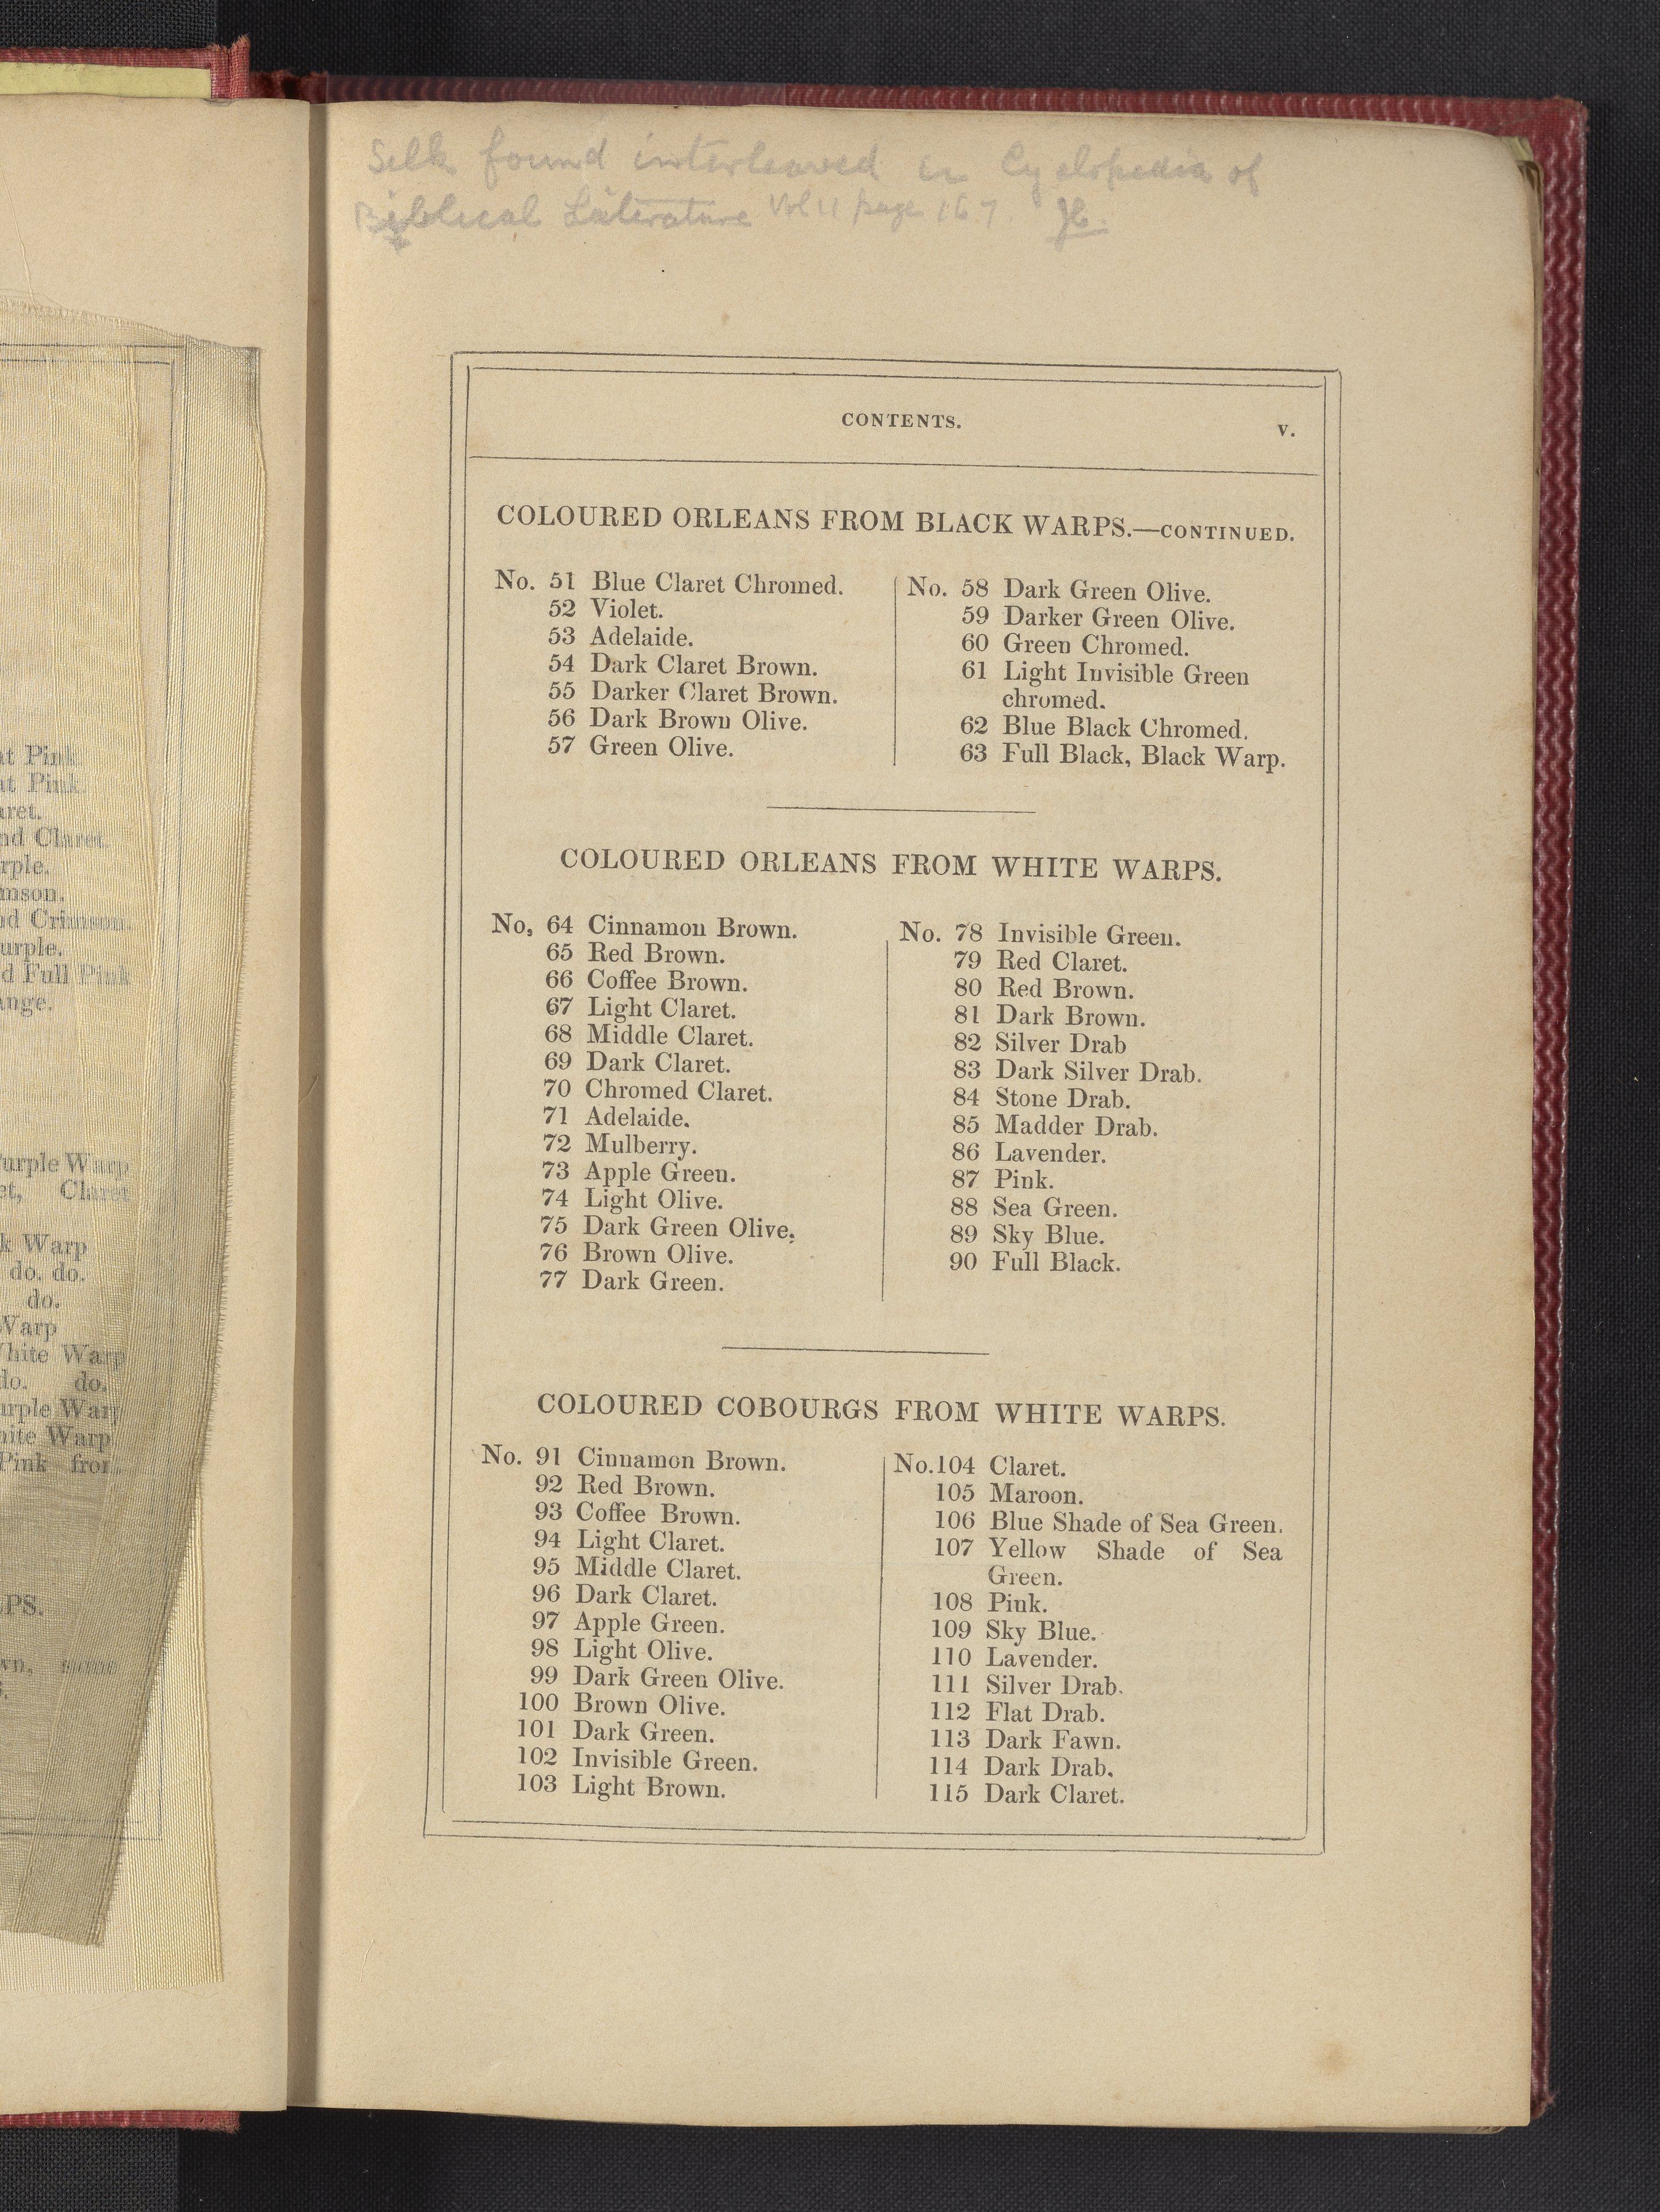 Silk found interleaved in Cyclopedia of
Biblical Literature Vol 11 page 167.
CONTENTS.
v.
COLOURED ORLEANS FROM BLACK WARPS.—CONTINUED.
No. 51 Blue Claret Chromed.
52 Violet.
53 Adelaide.
54 Dark Claret Brown.
55 Darker Claret Brown.
56 Dark Brown Olive.
57 Green Olive.
No. 58 Dark Green Olive.
59 Darker Green Olive.
60 Green Chromed.
61 Light Invisible Green
chromed.
62 Blue Black Chromed.
63 Full Black, Black Warp.
COLOURED ORLEANS FROM WHITE WARPS.
No, 64 Cinnamon Brown.
65 Red Brown.
66 Coffee Brown.
67 Light Claret.
68 Middle Claret.
69 Dark Claret.
70 Chromed Claret.
71 Adelaide.
72 Mulberry.
73 Apple Green.
74 Light Olive.
75 Dark Green Olive.
76 Brown Olive.
77 Dark Green.
No. 78 Invisible Green.
79 Red Claret.
80 Red Brown.
81 Dark Brown.
82 Silver Drab
83 Dark Silver Drab.
84 Stone Drab.
85 Madder Drab.
86 Lavender.
87 Pink.
88 Sea Green.
89 Sky Blue.
90 Full Black.
COLOURED COBOURGS FROM WHITE WARPS.
No. 91 Cinnamon Brown.
92 Red Brown.
93 Coffee Brown.
94 Light Claret.
95 Middle Claret.
96 Dark Claret.
97 Apple Green.
98 Light Olive.
99 Dark Green Olive.
100 Brown Olive.
101 Dark Green.
102 Invisible Green.
103 Light Brown.
No.104 Claret.
105 Maroon.
106 Blue Shade of Sea Green.
107 Yellow Shade of Sea
Green.
108 Pink.
109 Sky Blue.
110 Lavender.
111 Silver Drab.
112 Flat Drab.
113 Dark Fawn.
114 Dark Drab.
115 Dark Claret.